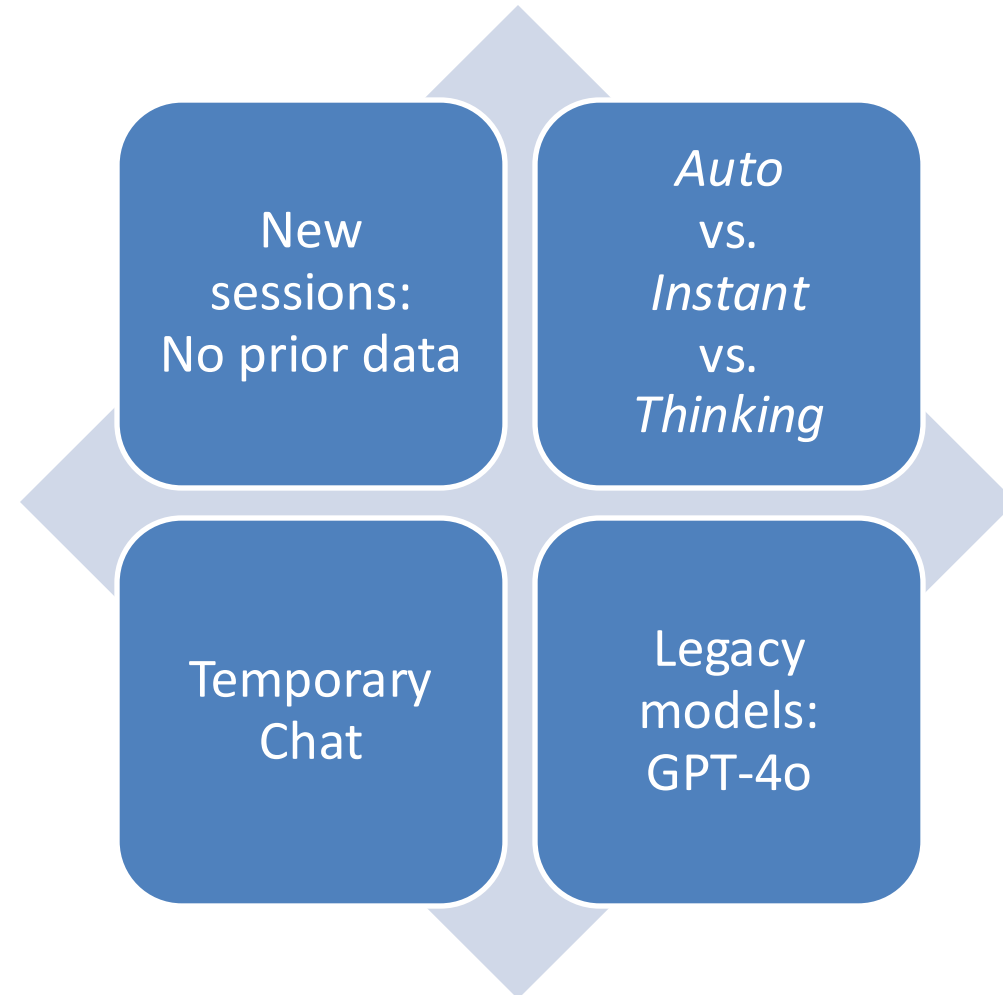 New
sessions:
No prior data
Auto
vs.
Instant
vs.
Thinking
Temporary
Chat
Legacy
models:
GPT-4o